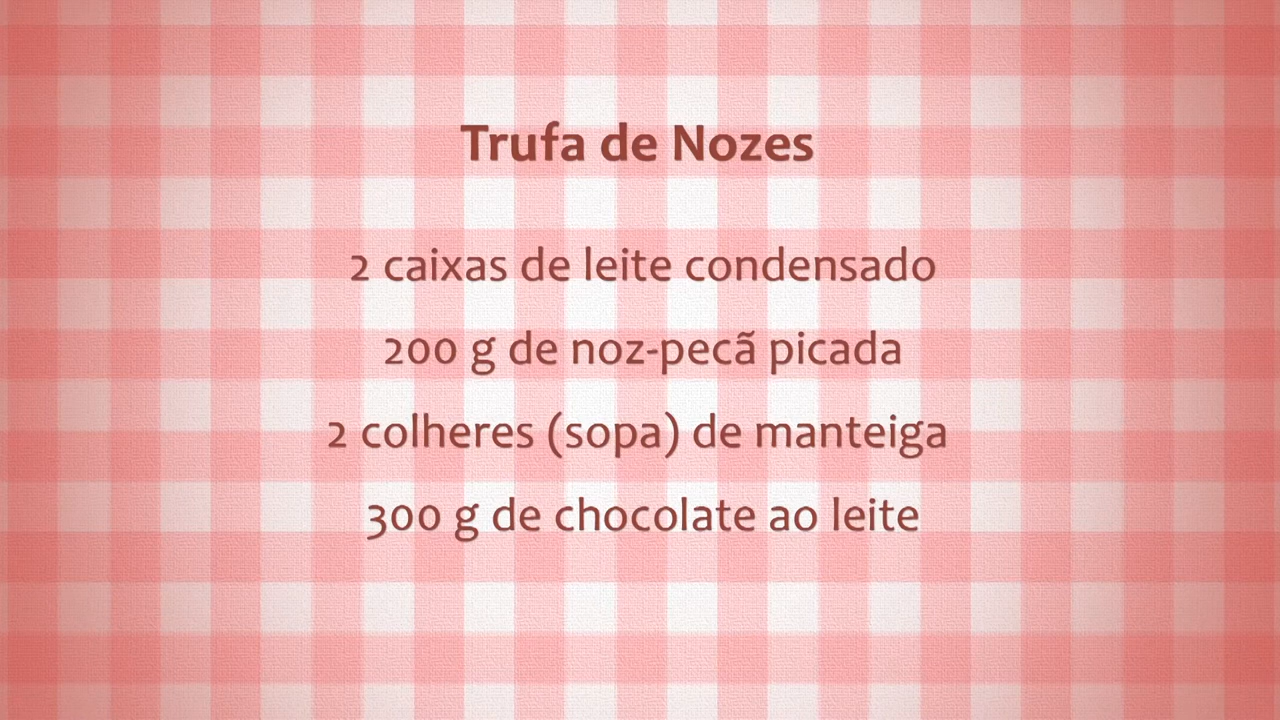 Trufa de Nozes
2 caixas de leite condensado
200 g de noz-pecã picada
2 colheres (sopa) de manteiga
300 g de chocolate ao leite